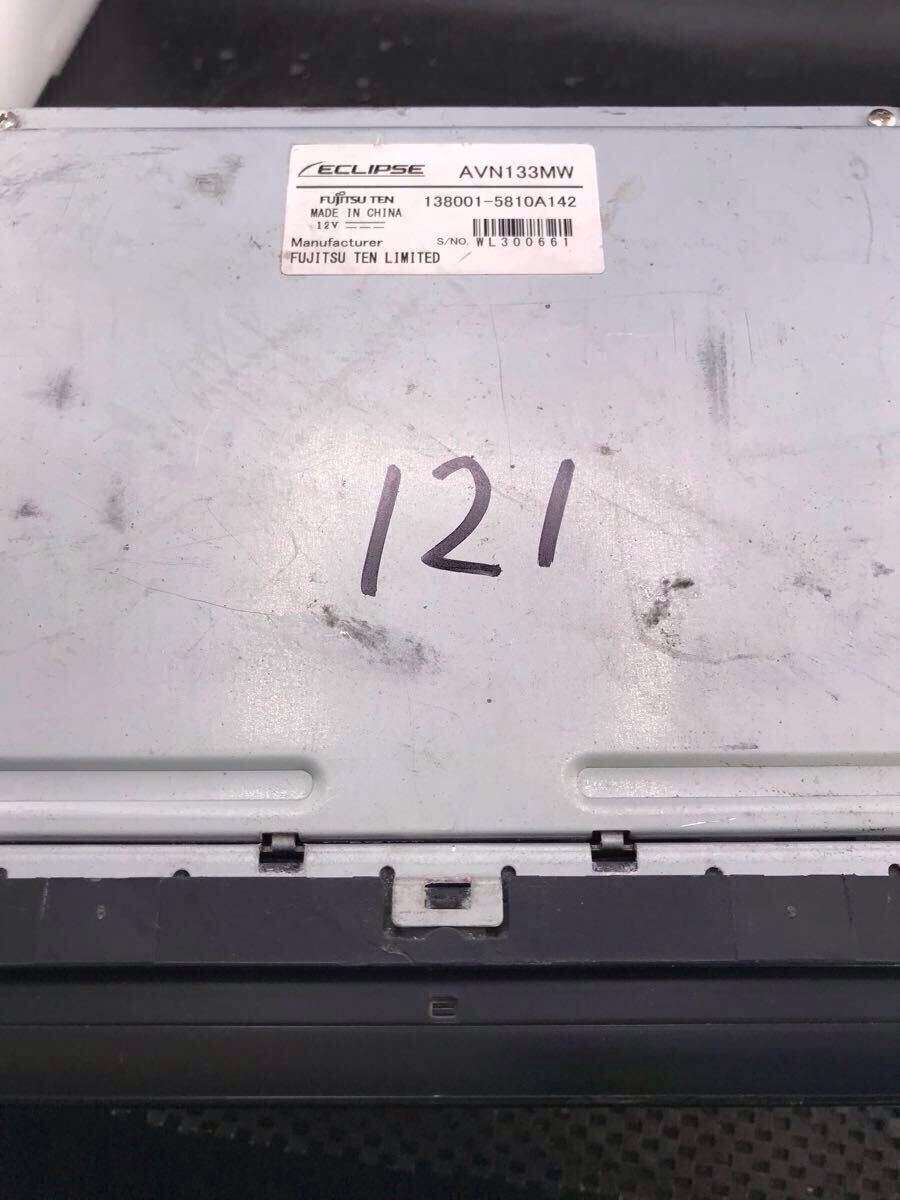 ECLIPSE AVN133MW
FUJITSU TEN 138001-5810A142
MADE IN CHINA
12V
Manufacturer S/NO. WL300661
FUJITSU TEN LIMITED
121